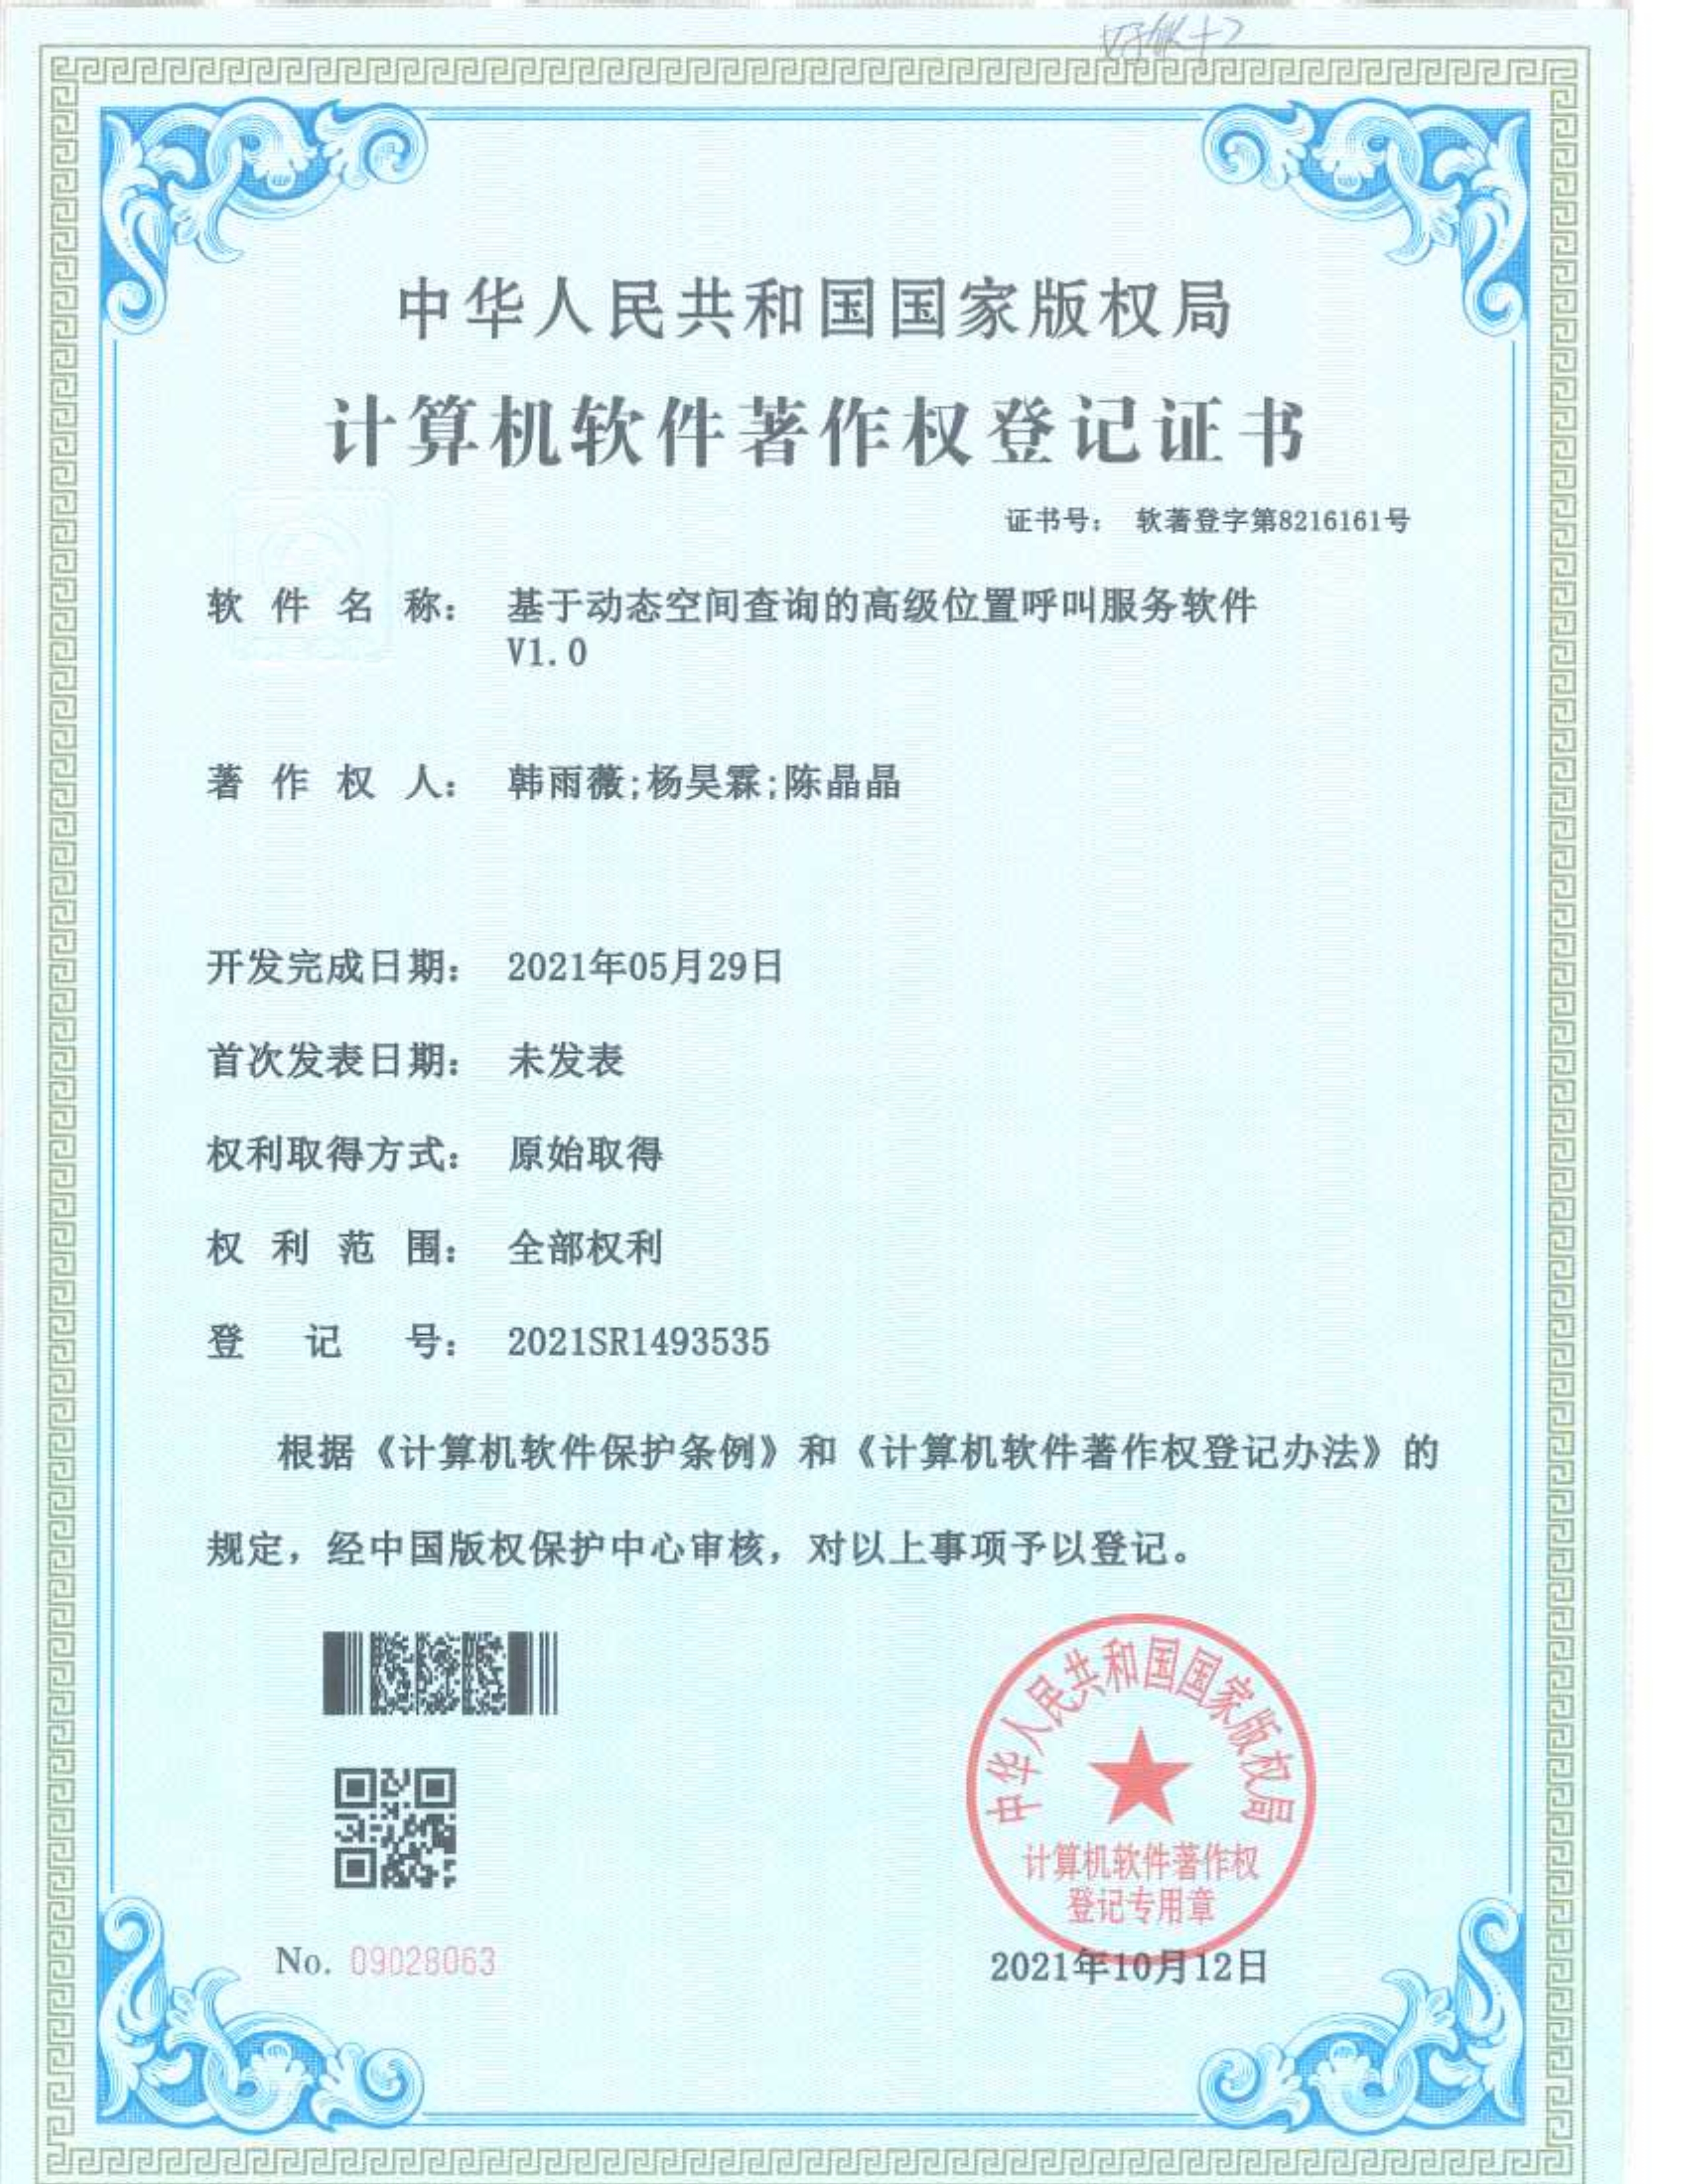 中华人民共和国国家版权局
计算机软件著作权登记证书
证书号： 软著登字第8216161号
软件名称： 基于动态空间查询的高级位置呼叫服务软件
V1.0
著作权人： 韩雨薇;杨昊霖;陈晶晶
开发完成日期： 2021年05月29日
首次发表日期： 未发表
权利取得方式： 原始取得
权利范围： 全部权利
登记号： 2021SR1493535
根据《计算机软件保护条例》和《计算机软件著作权登记办法》的
规定，经中国版权保护中心审核，对以上事项予以登记。
中华人民共和国国家版权局
计算机软件著作权
登记专用章
No. 09028063
2021年10月12日